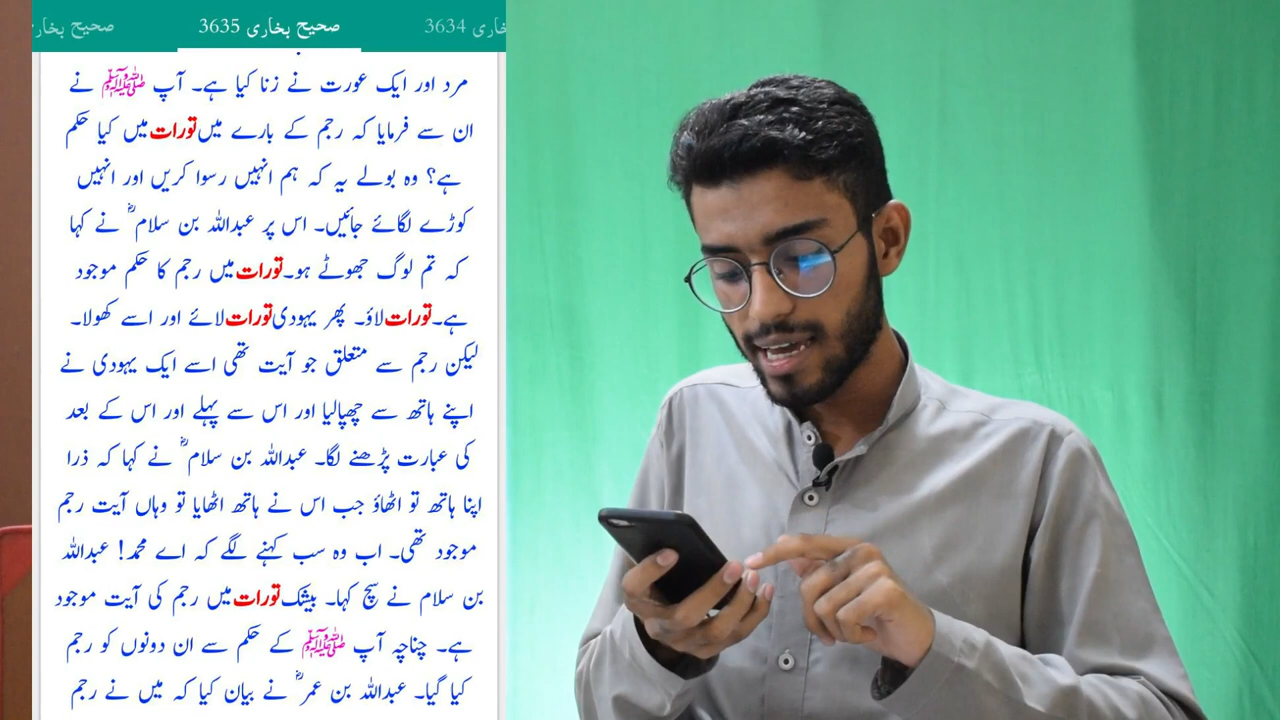 صحیح بخاری 3634
صحیح بخاری 3635
صحیح بخار
مرد اور ایک عورت نے زنا کیا ہے۔ آپ ﷺ نے
ان سے فرمایا کہ رجم کے بارے میں تورات میں کیا حکم
ہے؟ وہ بولے یہ کہ ہم انہیں رسوا کریں اور انہیں
کوڑے لگائے جائیں۔ اس پر عبداللہ بن سلام ؓ نے کہا
کہ تم لوگ جھوٹے ہو۔ تورات میں رجم کا حکم موجود
ہے۔ تورات لاؤ۔ پھر یہودی تورات لائے اور اسے کھولا۔
لیکن رجم سے متعلق جو آیت تھی اسے ایک یہودی نے
اپنے ہاتھ سے چھپالیا اور اس سے پہلے اور اس کے بعد
کی عبارت پڑھنے لگا۔ عبداللہ بن سلام ؓ نے کہا کہ ذرا
اپنا ہاتھ تو اٹھاؤ جب اس نے ہاتھ اٹھایا تو وہاں آیت رجم
موجود تھی۔ اب وہ سب کہنے لگے کہ اے محمد! عبداللہ
بن سلام نے سچ کہا۔ بیشک تورات میں رجم کی آیت موجود
ہے۔ چناچہ آپ ﷺ کے حکم سے ان دونوں کو رجم
کیا گیا۔ عبداللہ بن عمر ؓ نے بیان کیا کہ میں نے رجم